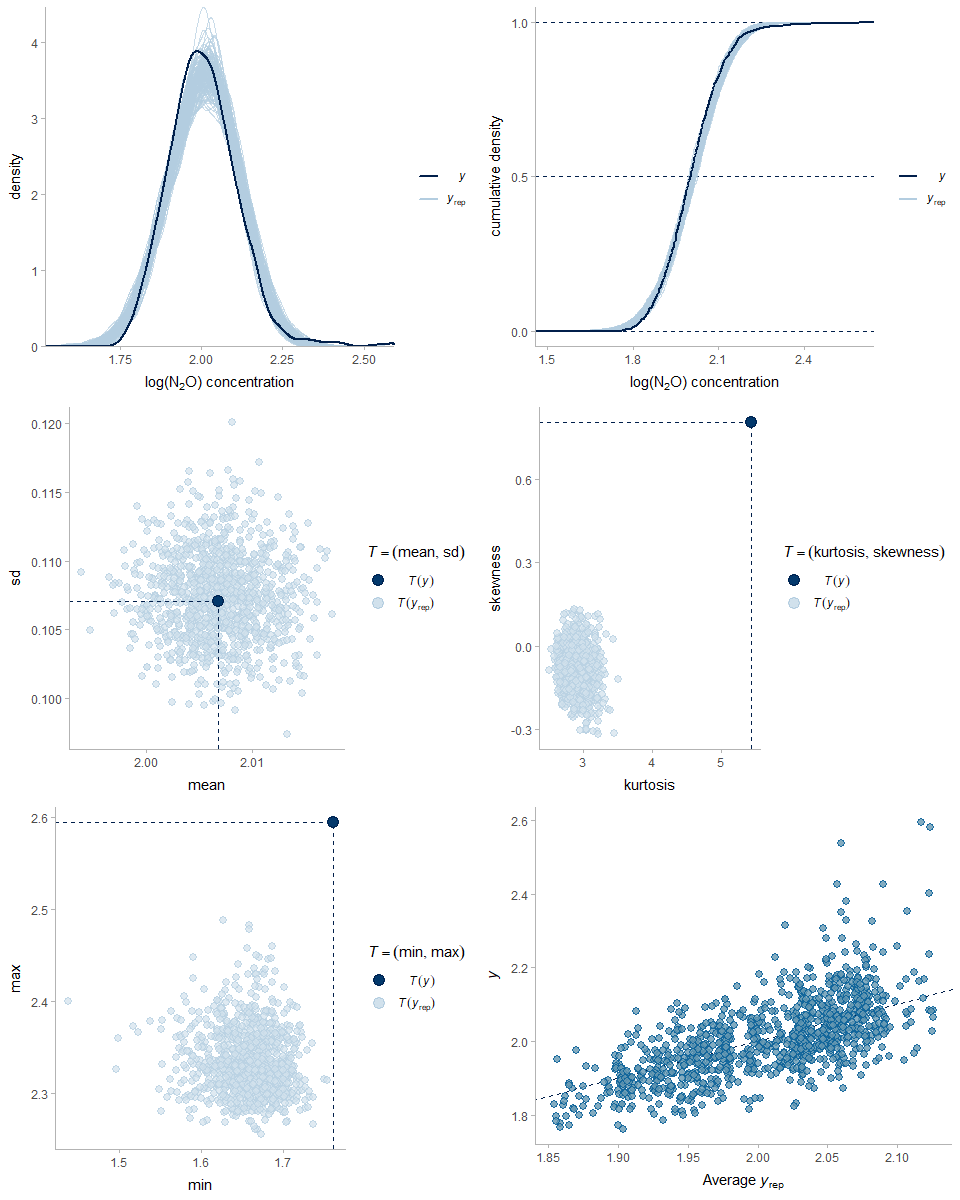 4
3
2
1
0
density
1.75
2.00
2.25
2.50
log(N₂O) concentration
y
yrep
1.0
0.5
0.0
cumulative density
1.5
1.8
2.1
2.4
log(N₂O) concentration
y
yrep
0.120
0.115
0.110
0.105
0.100
sd
2.00
2.01
mean
T = (mean, sd)
T(y)
T(yrep)
0.6
0.3
0.0
-0.3
skewness
3
4
5
kurtosis
T = (kurtosis, skewness)
T(y)
T(yrep)
2.6
2.5
2.4
2.3
max
1.5
1.6
1.7
min
T = (min, max)
T(y)
T(yrep)
2.6
2.4
2.2
2.0
1.8
y
1.85
1.90
1.95
2.00
2.05
2.10
Average yrep